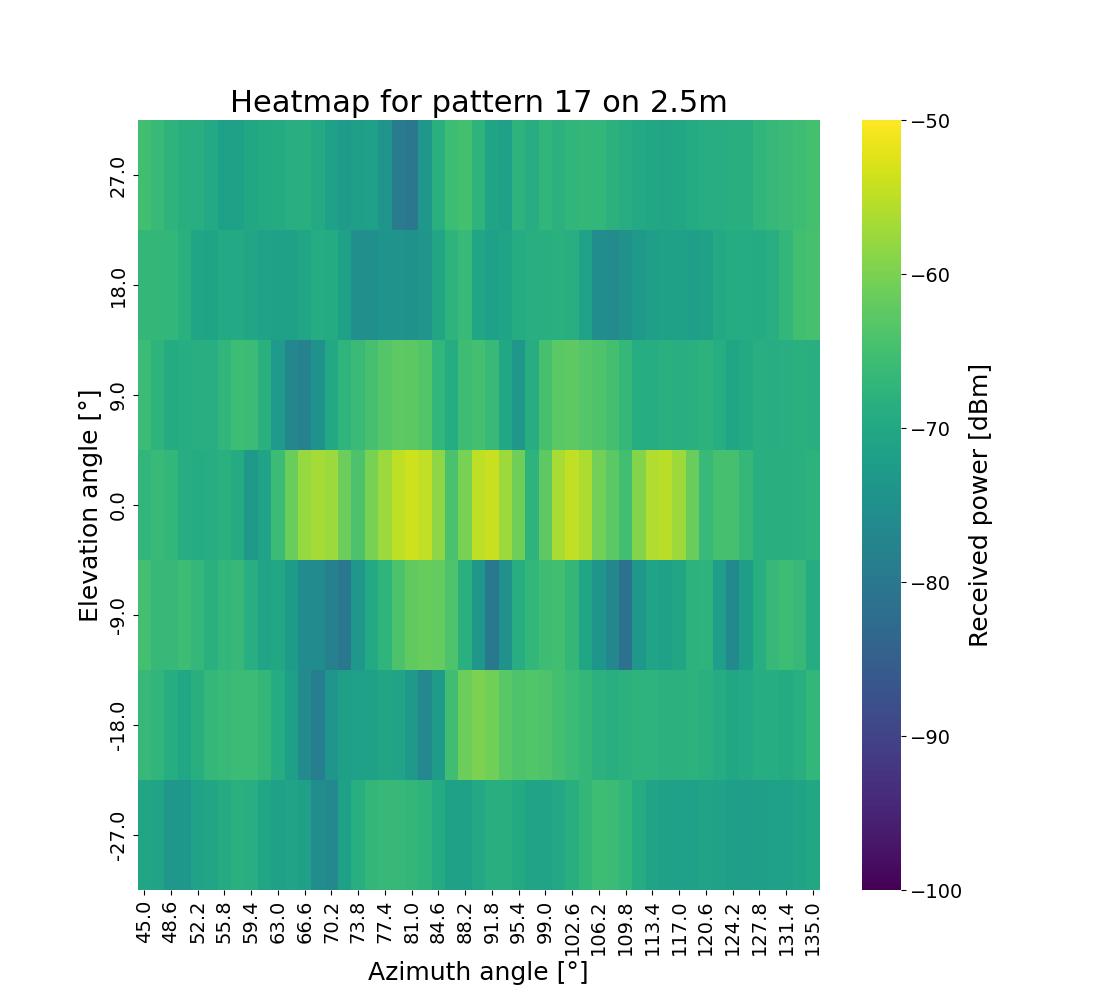 Heatmap for pattern 17 on 2.5m
27.0
18.0
9.0
0.0
-9.0
-18.0
-27.0
Elevation angle [°]
45.0 48.6 52.2 55.8 59.4 63.0 66.6 70.2 73.8 77.4 81.0 84.6 88.2 91.8 95.4 99.0 102.6 106.2 109.8 113.4 117.0 120.6 124.2 127.8 131.4 135.0
Azimuth angle [°]
−50
−60
−70
−80
−90
−100
Received power [dBm]